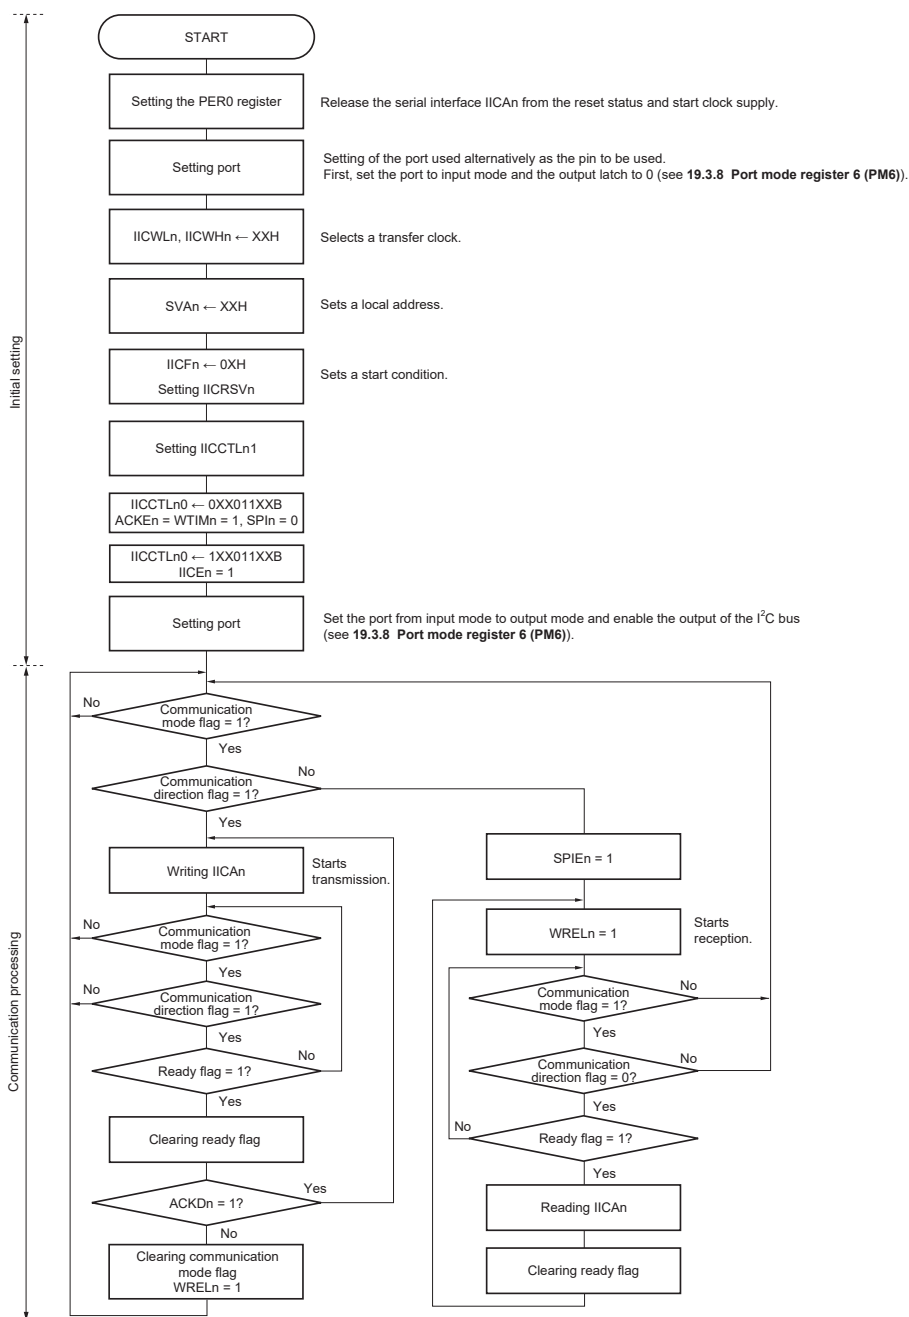 START
Setting the PER0 register
Release the serial interface IICAn from the reset status and start clock supply.
Setting port
Setting of the port used alternatively as the pin to be used.
First, set the port to input mode and the output latch to 0 (see 19.3.8 Port mode register 6 (PM6)).
IICWLn, IICWHn ← XXH
Selects a transfer clock.
SVAn ← XXH
Sets a local address.
IICFn ← 0XH
Setting IICRSVn
Sets a start condition.
Setting IICCTLn1
IICCTLn0 ← 0XX011XXB
ACKEn = WTIMn = 1, SPIn = 0
IICCTLn0 ← 1XX011XXB
IICEn = 1
Setting port
Set the port from input mode to output mode and enable the output of the I²C bus
(see 19.3.8 Port mode register 6 (PM6)).
Initial setting
Communication processing
No
Communication
mode flag = 1?
Yes
Communication
direction flag = 1?
No
Yes
Writing IICAn
Starts
transmission.
No
Communication
mode flag = 1?
Yes
No
Communication
direction flag = 1?
Yes
Ready flag = 1?
No
Yes
Clearing ready flag
ACKDn = 1?
Yes
No
Clearing communication
mode flag
WRELn = 1
SPIEn = 1
WRELn = 1
Starts
reception.
Communication
mode flag = 1?
No
Yes
Communication
direction flag = 0?
No
Yes
No
Ready flag = 1?
Yes
Reading IICAn
Clearing ready flag